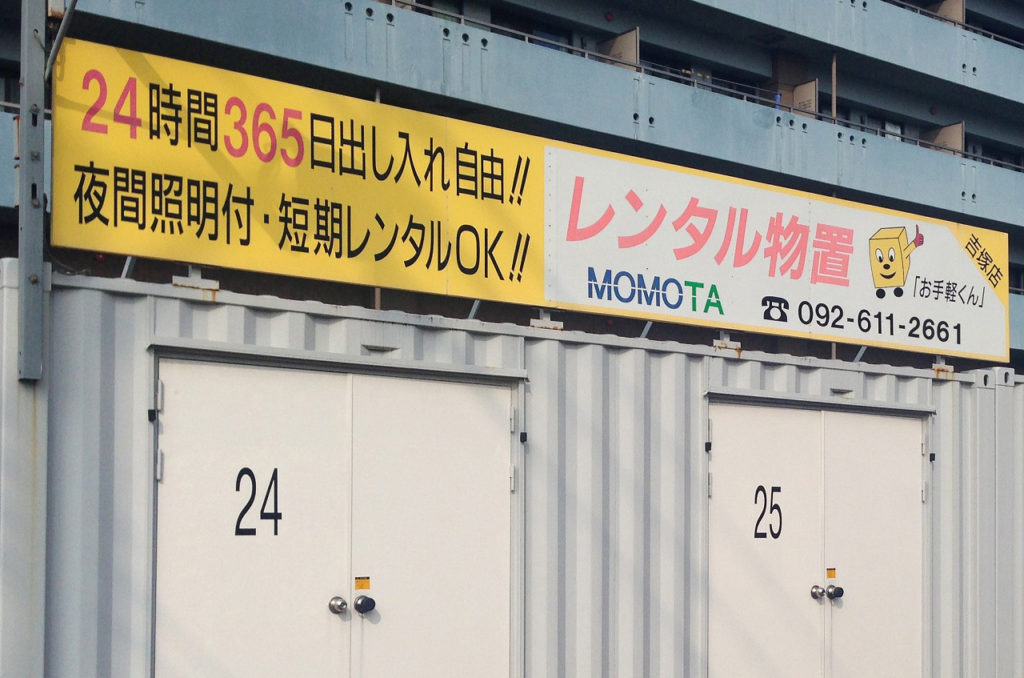 24時間365日出し入れ自由!!
夜間照明付・短期レンタルOK!!
レンタル物置
MOMOTA
☎ 092-611-2661
吉塚店
「お手軽くん」
24
25